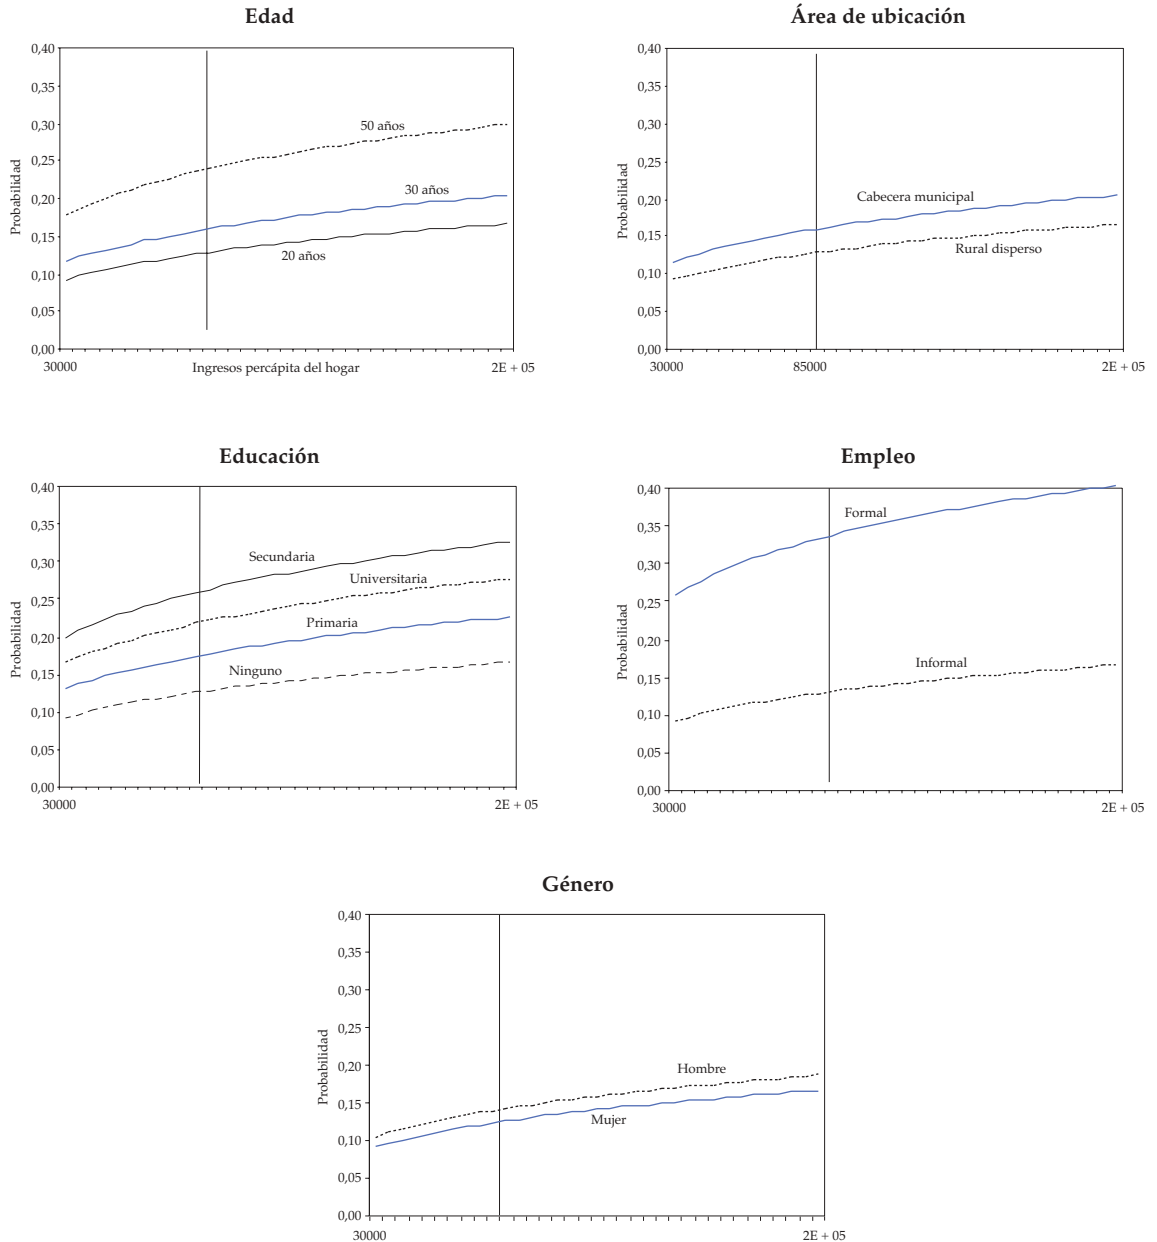 Edad
0,40
0,35
0,30
0,25
0,20
0,15
0,10
0,05
0,00
Probabilidad
50 años
30 años
20 años
30000
Ingresos percápita del hogar
2E + 05
Área de ubicación
0,40
0,35
0,30
0,25
0,20
0,15
0,10
0,05
0,00
Probabilidad
Cabecera municipal
Rural disperso
30000
85000
2E + 05
Educación
0,40
0,35
0,30
0,25
0,20
0,15
0,10
0,05
0,00
Probabilidad
Secundaria
Universitaria
Primaria
Ninguno
30000
2E + 05
Empleo
0,40
0,35
0,30
0,25
0,20
0,15
0,10
0,05
0,00
Probabilidad
Formal
Informal
30000
2E + 05
Género
0,40
0,35
0,30
0,25
0,20
0,15
0,10
0,05
0,00
Probabilidad
Hombre
Mujer
30000
2E + 05